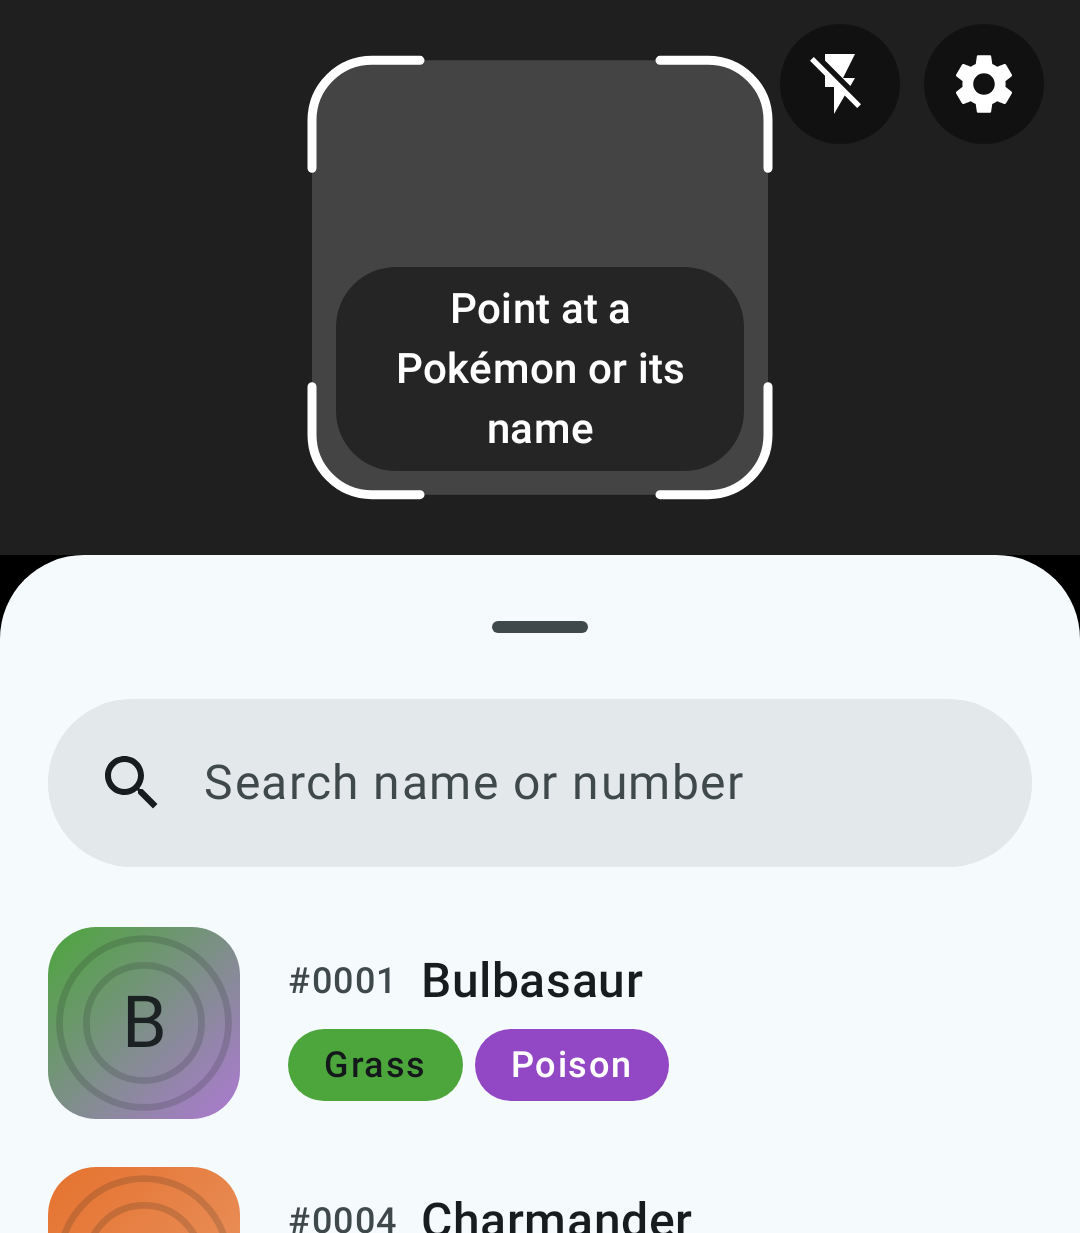 Point at a
Pokémon or its
name
Search name or number
B
#0001 Bulbasaur
Grass Poison
#0004 Charmander